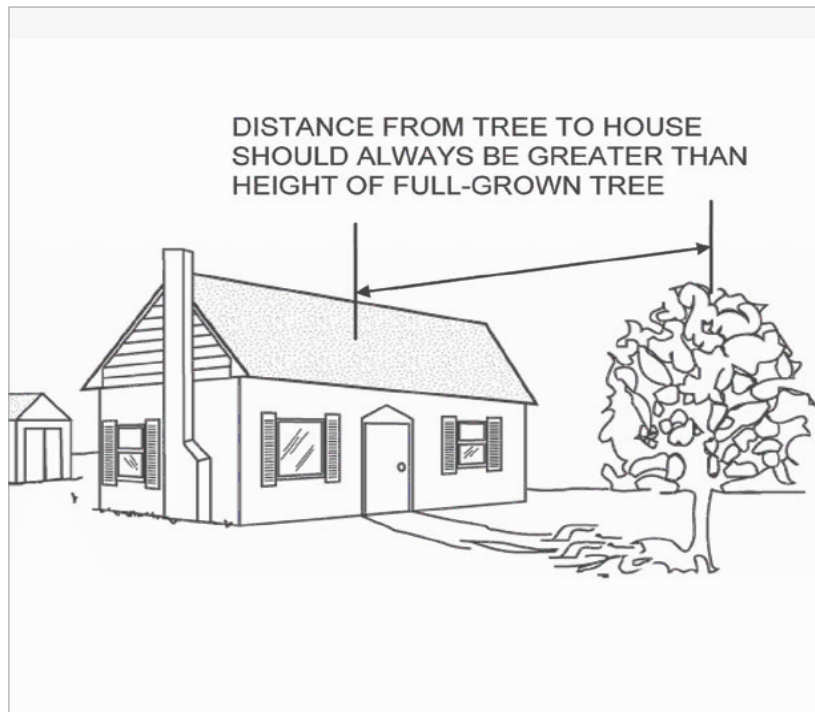 DISTANCE FROM TREE TO HOUSE
SHOULD ALWAYS BE GREATER THAN
HEIGHT OF FULL-GROWN TREE